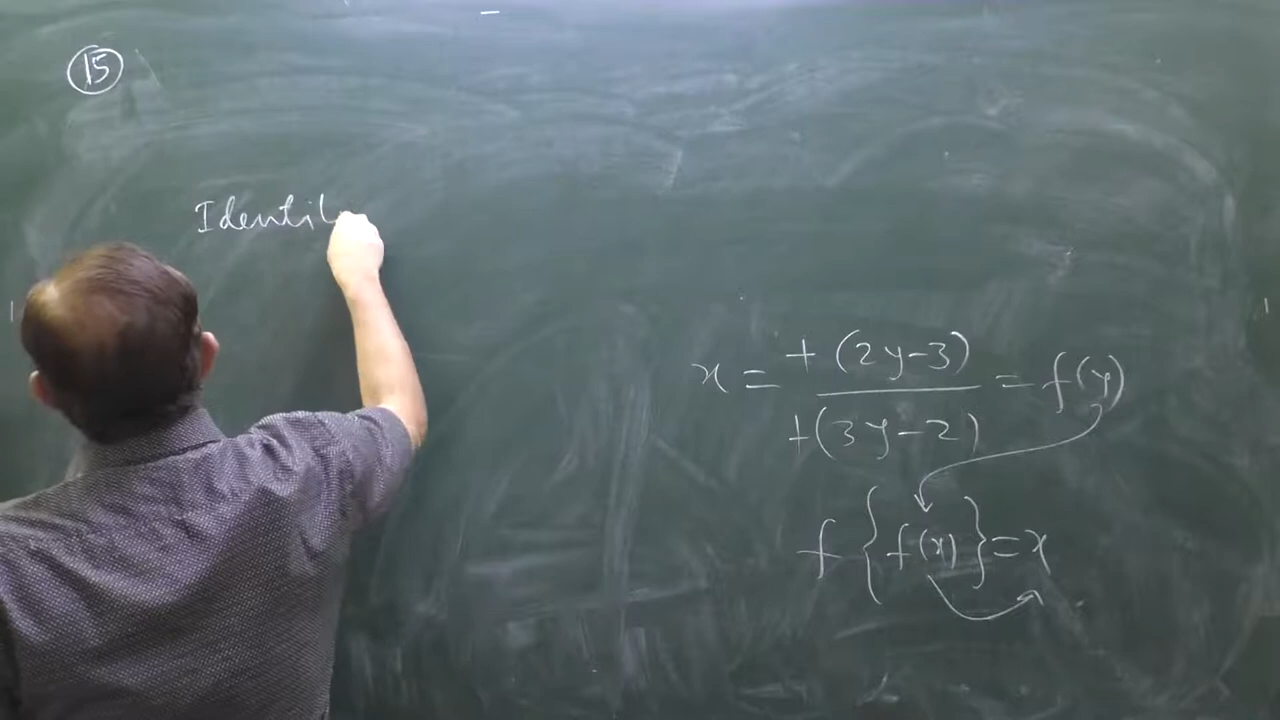 15
Identi
x = +(2y-3) / +(3y-2) = f(y)
f{f(x)} = x